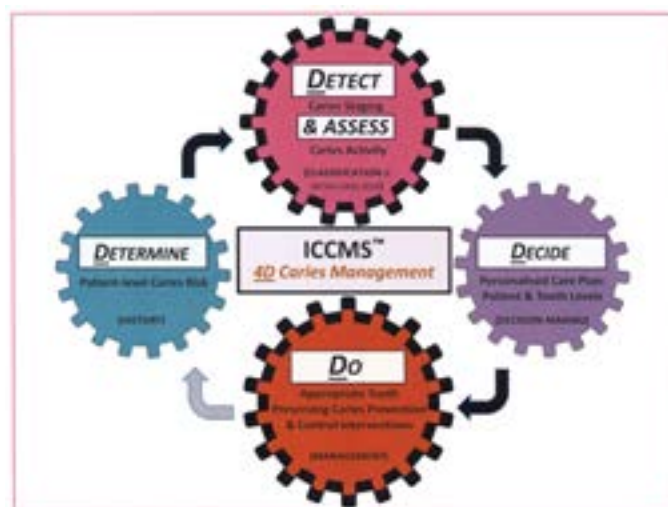 DETECT
Caries Staging
& ASSESS
Caries Activity
ICCMS™
4D Caries Management
DETERMINE
Patient-level Caries Risk
(HISTORY)
DECIDE
Personalised Care Plan:
Patient & Tooth Levels
(DECISION MAKING)
DO
Appropriate Tooth
Preserving Caries Prevention
& Control Interventions
(MANAGEMENT)